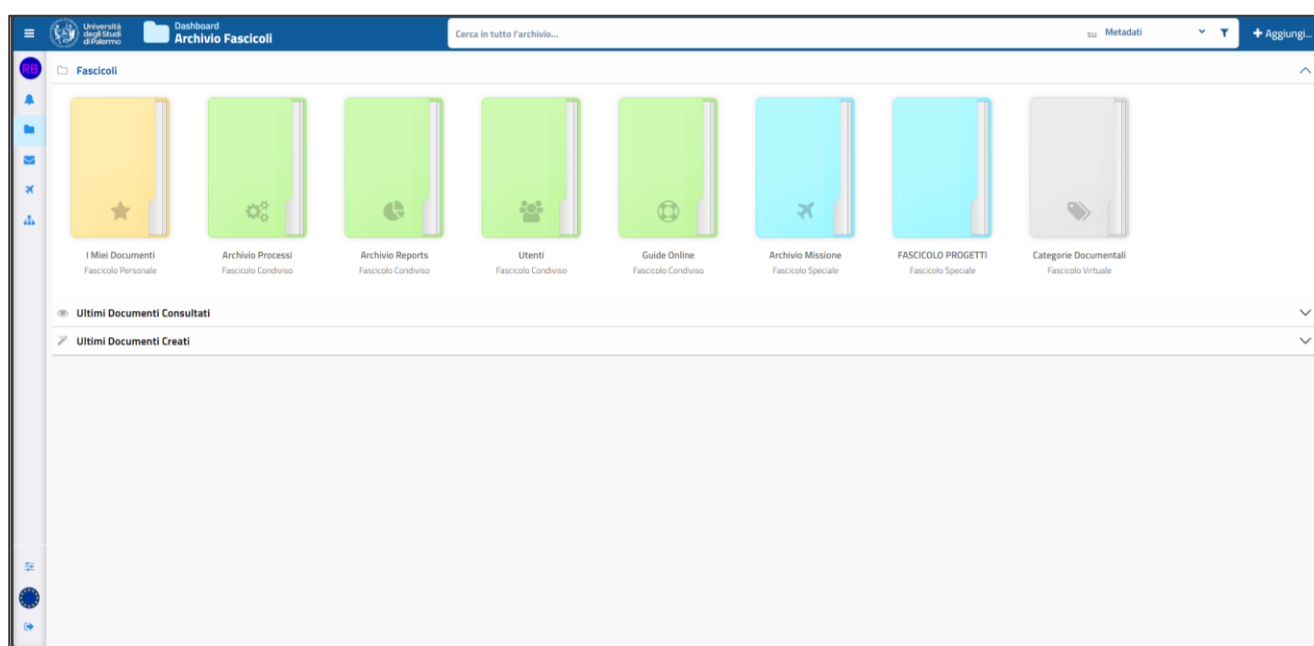 Università
degli Studi
di Palermo
Dashboard
Archivio Fascicoli
Cerca in tutto l'archivio...
su Metadati
+ Aggiungi...
RB
Fascicoli
I Miei Documenti
Fascicolo Personale
Archivio Processi
Fascicolo Condiviso
Archivio Reports
Fascicolo Condiviso
Utenti
Fascicolo Condiviso
Guide Online
Fascicolo Condiviso
Archivio Missione
Fascicolo Speciale
FASCICOLO PROGETTI
Fascicolo Speciale
Categorie Documentali
Fascicolo Virtuale
Ultimi Documenti Consultati
Ultimi Documenti Creati